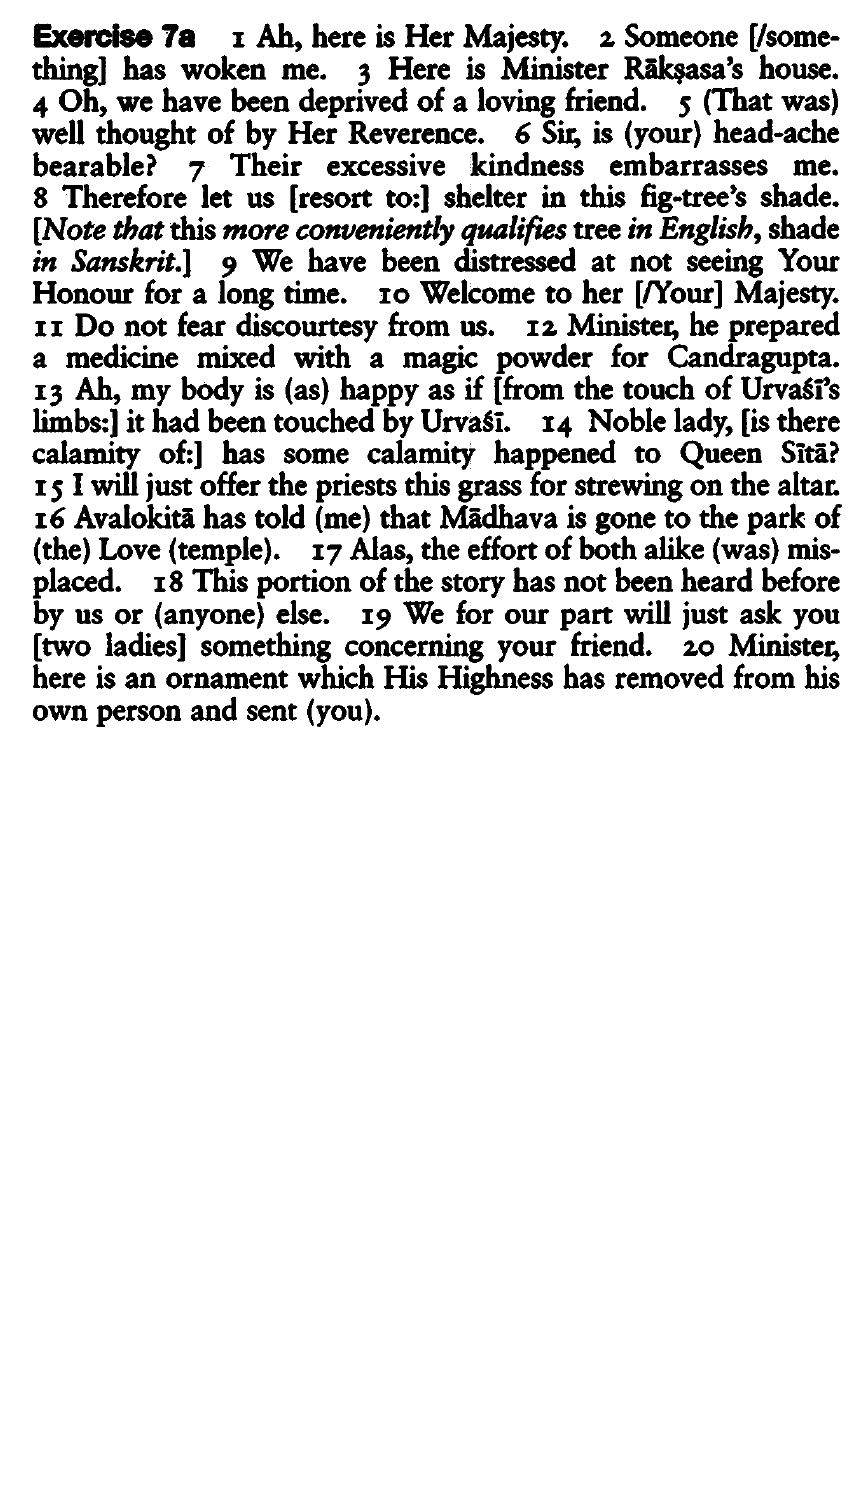 Exercise 7a 1 Ah, here is Her Majesty. 2 Someone [/some-
thing] has woken me. 3 Here is Minister Rākṣasa's house.
4 Oh, we have been deprived of a loving friend. 5 (That was)
well thought of by Her Reverence. 6 Sir, is (your) head-ache
bearable? 7 Their excessive kindness embarrasses me.
8 Therefore let us [resort to:] shelter in this fig-tree's shade.
[Note that this more conveniently qualifies tree in English, shade
in Sanskrit.] 9 We have been distressed at not seeing Your
Honour for a long time. 10 Welcome to her [/Your] Majesty.
11 Do not fear discourtesy from us. 12 Minister, he prepared
a medicine mixed with a magic powder for Candragupta.
13 Ah, my body is (as) happy as if [from the touch of Urvaśī's
limbs:] it had been touched by Urvaśī. 14 Noble lady, [is there
calamity of:] has some calamity happened to Queen Sītā?
15 I will just offer the priests this grass for strewing on the altar.
16 Avalokitā has told (me) that Mādhava is gone to the park of
(the) Love (temple). 17 Alas, the effort of both alike (was) mis-
placed. 18 This portion of the story has not been heard before
by us or (anyone) else. 19 We for our part will just ask you
[two ladies] something concerning your friend. 20 Minister,
here is an ornament which His Highness has removed from his
own person and sent (you).